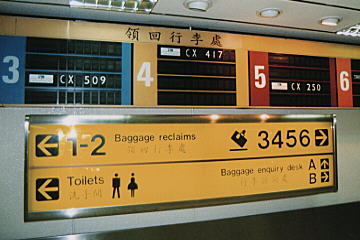 領回行李處
3 CX 509
4 CX 417
5 CX 250
6
1-2 Baggage reclaims 3456
領回行李處
Toilets Baggage enquiry desk A
洗手間 B